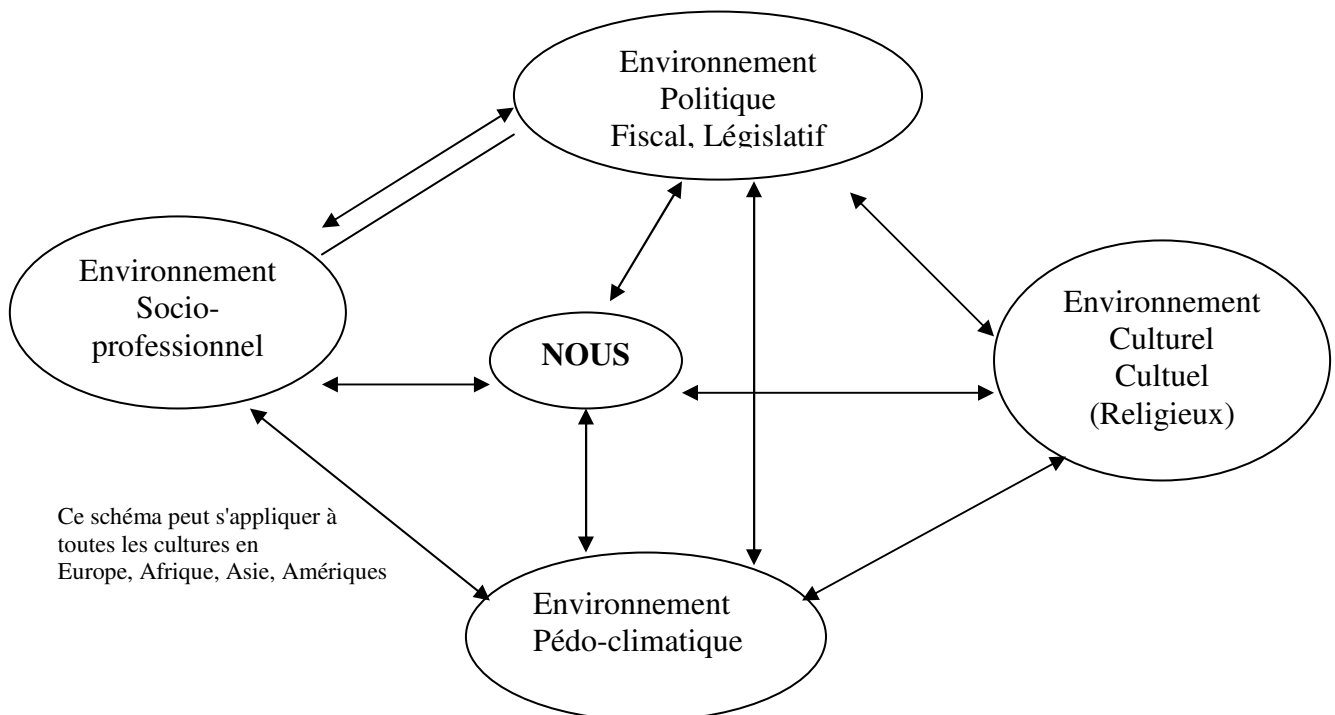 Environnement
Politique
Fiscal, Législatif
Environnement
Socio-
professionnel
NOUS
Environnement
Culturel
Cultuel
(Religieux)
Ce schéma peut s'appliquer à
toutes les cultures en
Europe, Afrique, Asie, Amériques
Environnement
Pédo-climatique